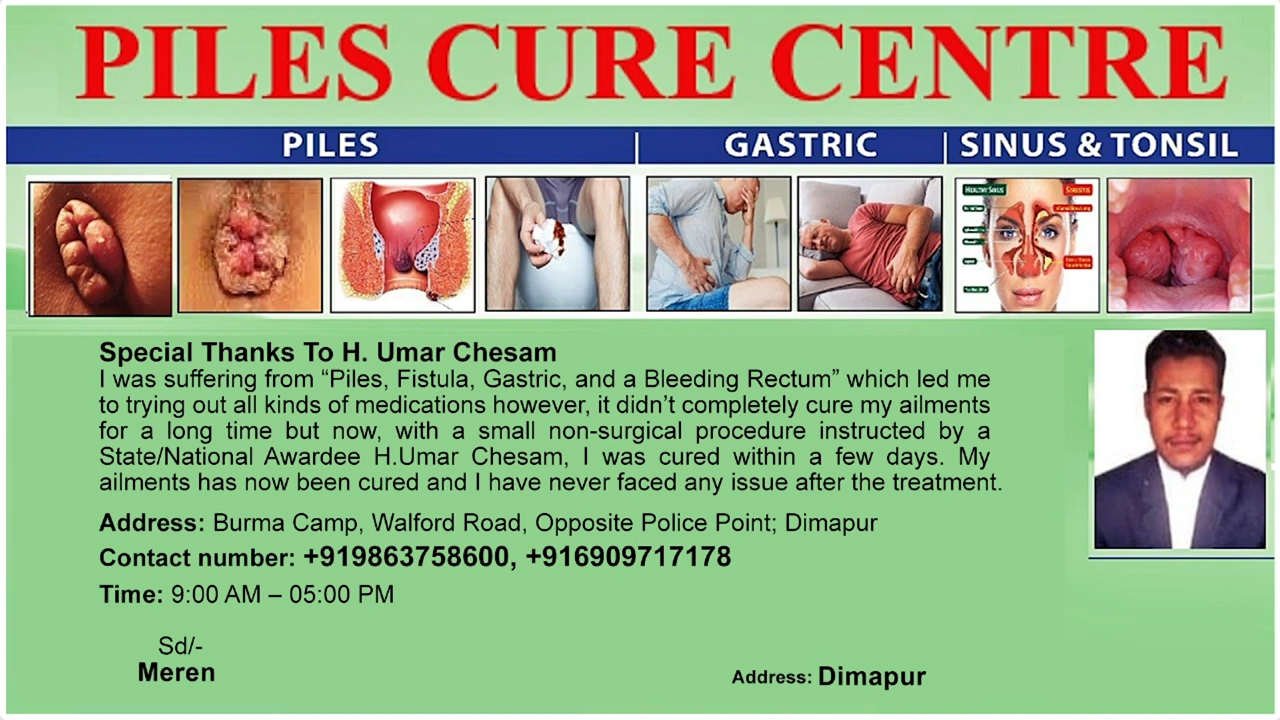 PILES CURE CENTRE
PILES | GASTRIC | SINUS & TONSIL
HEALTHY SINUS SINUSITIS
Special Thanks To H. Umar Chesam
I was suffering from “Piles, Fistula, Gastric, and a Bleeding Rectum” which led me
to trying out all kinds of medications however, it didn’t completely cure my ailments
for a long time but now, with a small non-surgical procedure instructed by a
State/National Awardee H.Umar Chesam, I was cured within a few days. My
ailments has now been cured and I have never faced any issue after the treatment.
Address: Burma Camp, Walford Road, Opposite Police Point; Dimapur
Contact number: +919863758600, +916909717178
Time: 9:00 AM – 05:00 PM
Sd/-
Meren
Address: Dimapur